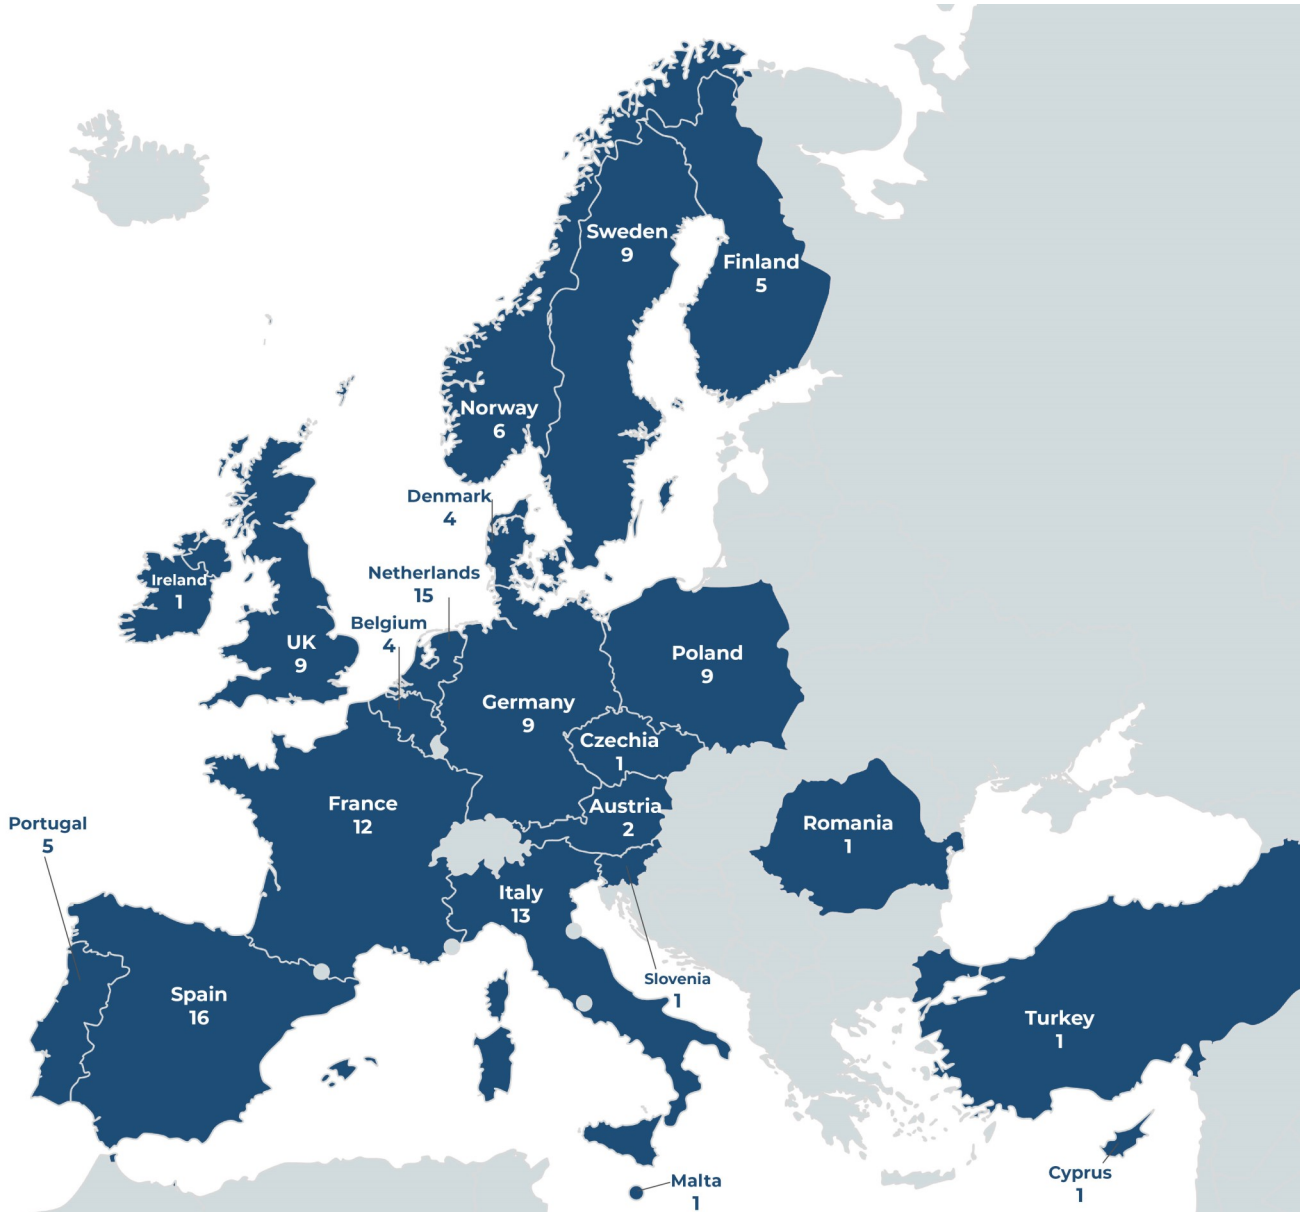 Sweden
9
Finland
5
Norway
6
Denmark
4
Netherlands
15
Ireland
1
Belgium
4
UK
9
Poland
9
Germany
9
Czechia
1
France
12
Austria
2
Portugal
5
Romania
1
Italy
13
Slovenia
1
Spain
16
Turkey
1
Cyprus
1
Malta
1